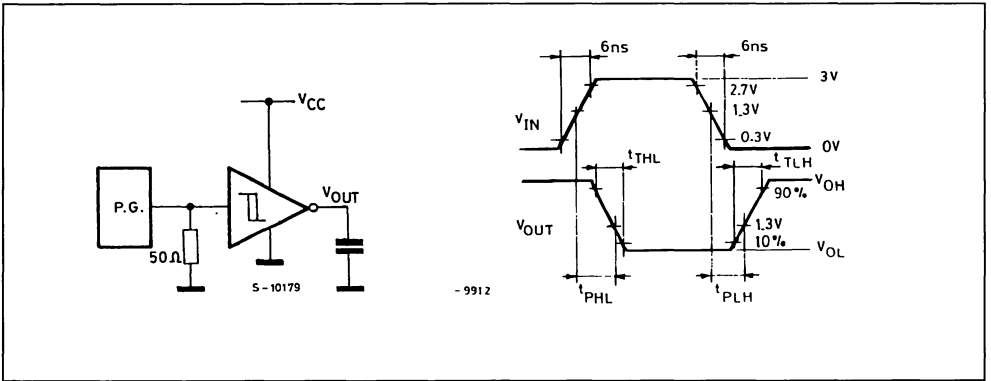 V_CC
P.G.
V_OUT
50Ω
S-10179
-9912
6ns
6ns
3V
2.7V
V_IN
1.3V
0.3V
0V
t_THL
t_TLH
V_OH
90%
V_OUT
1.3V
10%
V_OL
t_PHL
t_PLH